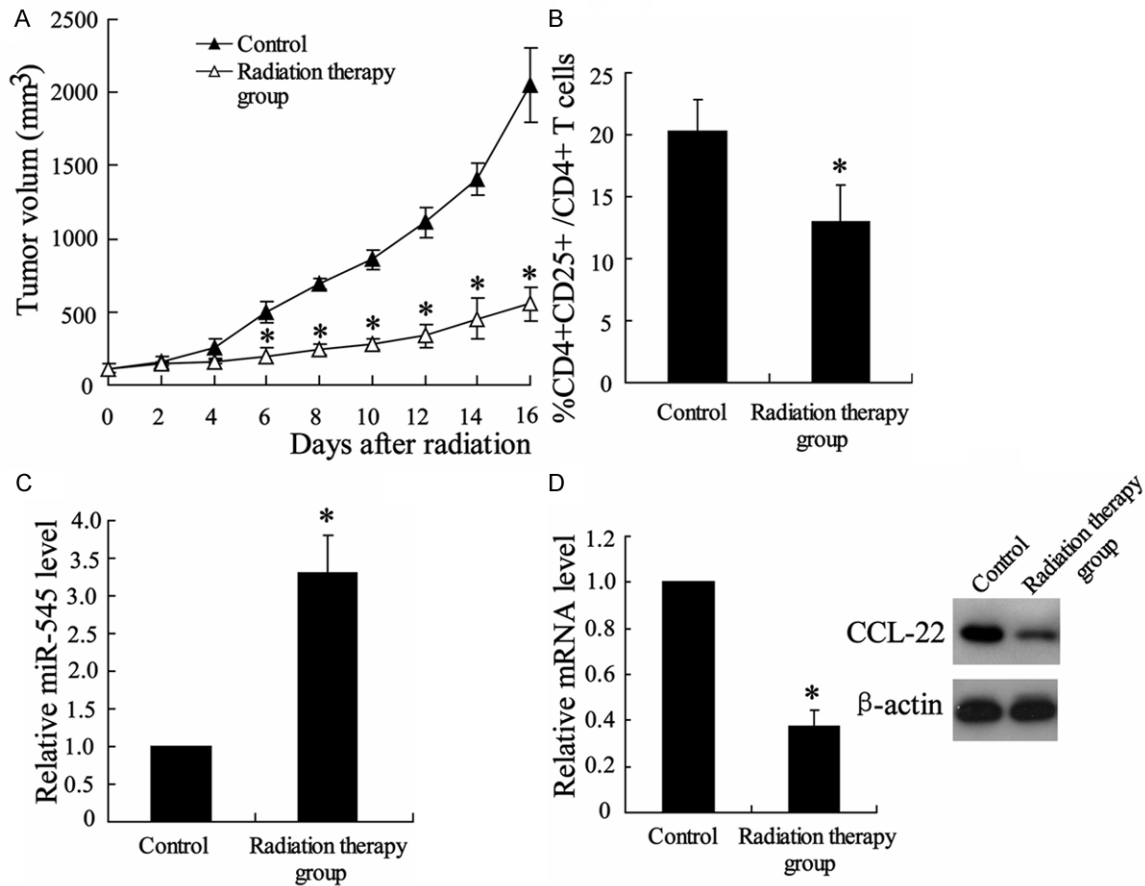 A
Tumor volum (mm3)
2500
2000
1500
1000
500
0
Control
Radiation therapy
group
* * * * * *
0 2 4 6 8 10 12 14 16
Days after radiation
B
%CD4+CD25+ /CD4+ T cells
25
20
15
10
5
0
*
Control Radiation therapy
group
C
Relative miR-545 level
4.0
3.5
3.0
2.5
2.0
1.5
1.0
0.5
0
*
Control Radiation therapy
group
D
Relative mRNA level
1.2
1.0
0.8
0.6
0.4
0.2
0
*
Control Radiation therapy
group
Control
Radiation therapy
group
CCL-22
β-actin